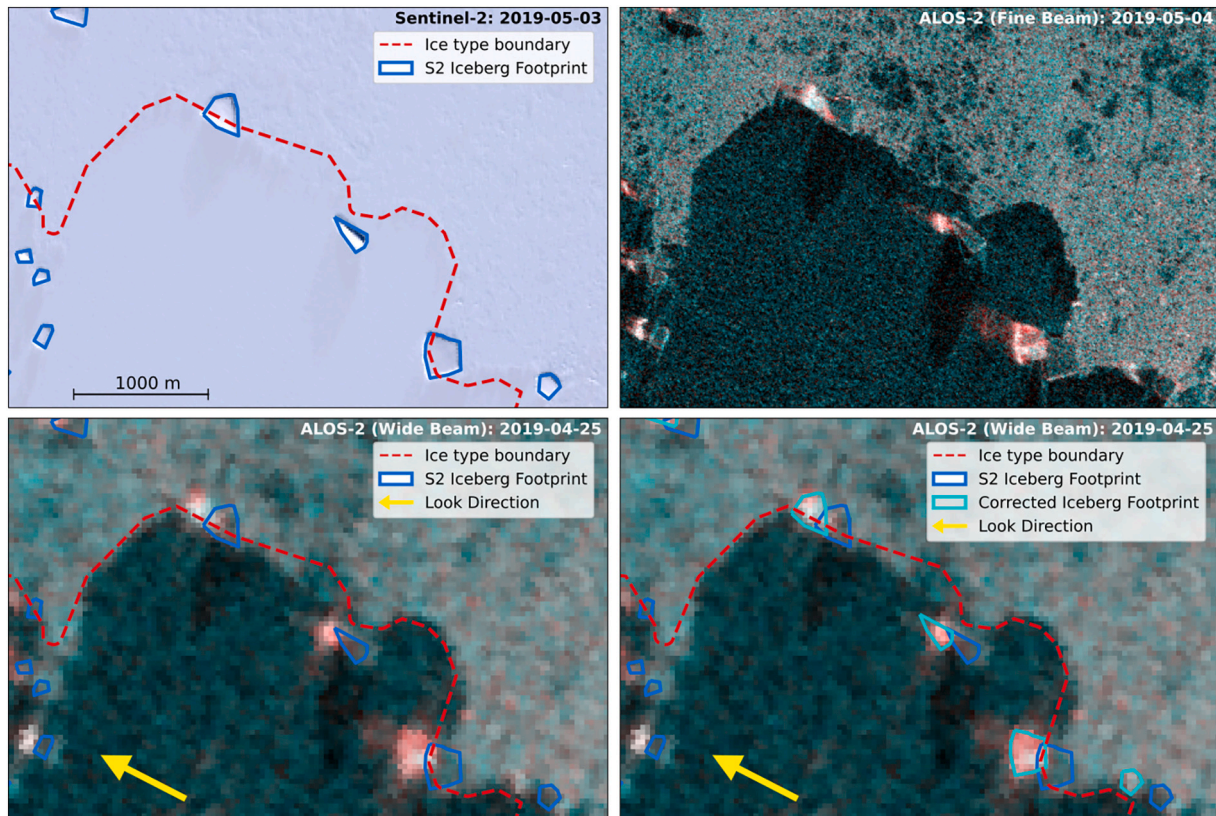 Sentinel-2: 2019-05-03
Ice type boundary
S2 Iceberg Footprint
1000 m
ALOS-2 (Fine Beam): 2019-05-04
ALOS-2 (Wide Beam): 2019-04-25
Ice type boundary
S2 Iceberg Footprint
Look Direction
ALOS-2 (Wide Beam): 2019-04-25
Ice type boundary
S2 Iceberg Footprint
Corrected Iceberg Footprint
Look Direction